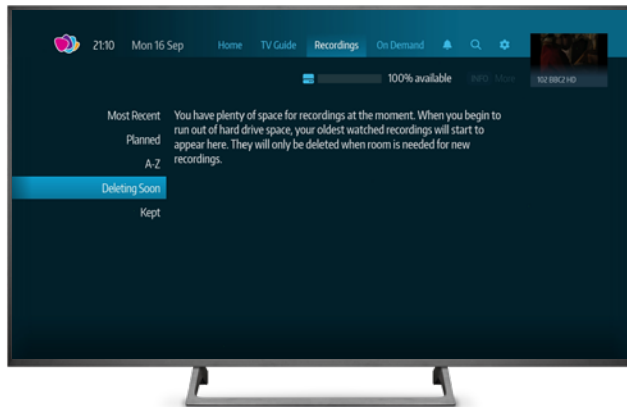 21:10 Mon 16 Sep Home TV Guide Recordings On Demand
100% available INFO More
102 BBC2 HD
Most Recent
Planned
A-Z
Deleting Soon
Kept
You have plenty of space for recordings at the moment. When you begin to
run out of hard drive space, your oldest watched recordings will start to
appear here. They will only be deleted when room is needed for new
recordings.